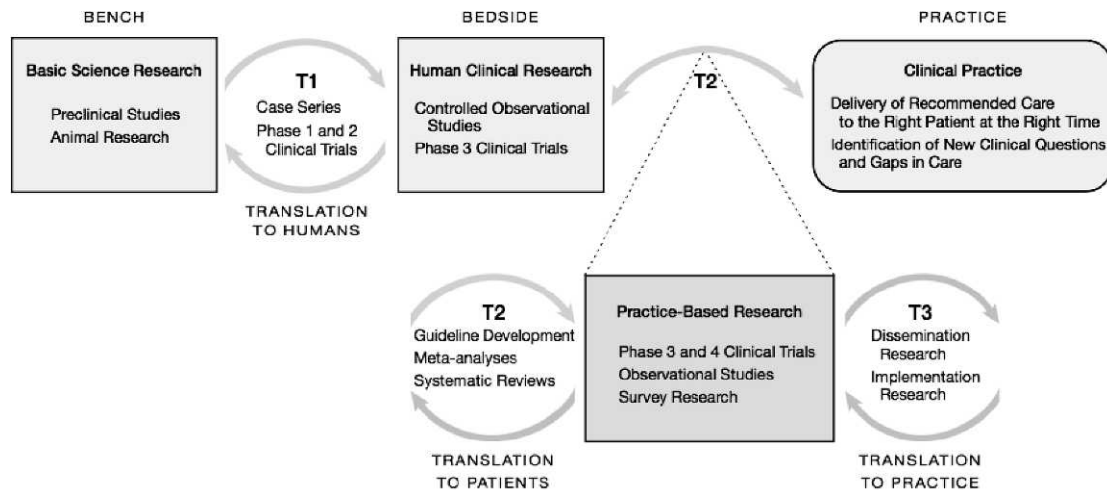 BENCH
BEDSIDE
PRACTICE
Basic Science Research
Preclinical Studies
Animal Research
T1
Case Series
Phase 1 and 2
Clinical Trials
TRANSLATION
TO HUMANS
Human Clinical Research
Controlled Observational
Studies
Phase 3 Clinical Trials
T2
Clinical Practice
Delivery of Recommended Care
to the Right Patient at the Right Time
Identification of New Clinical Questions
and Gaps in Care
T2
Guideline Development
Meta-analyses
Systematic Reviews
TRANSLATION
TO PATIENTS
Practice-Based Research
Phase 3 and 4 Clinical Trials
Observational Studies
Survey Research
T3
Dissemination
Research
Implementation
Research
TRANSLATION
TO PRACTICE